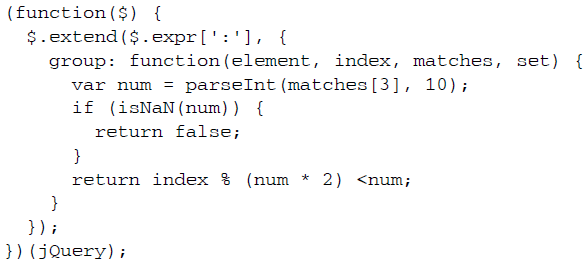 (function($) {
  $.extend($.expr[':'], {
    group: function(element, index, matches, set) {
      var num = parseInt(matches[3], 10);
      if (isNaN(num)) {
        return false;
      }
      return index % (num * 2) <num;
    }
  });
})(jQuery);